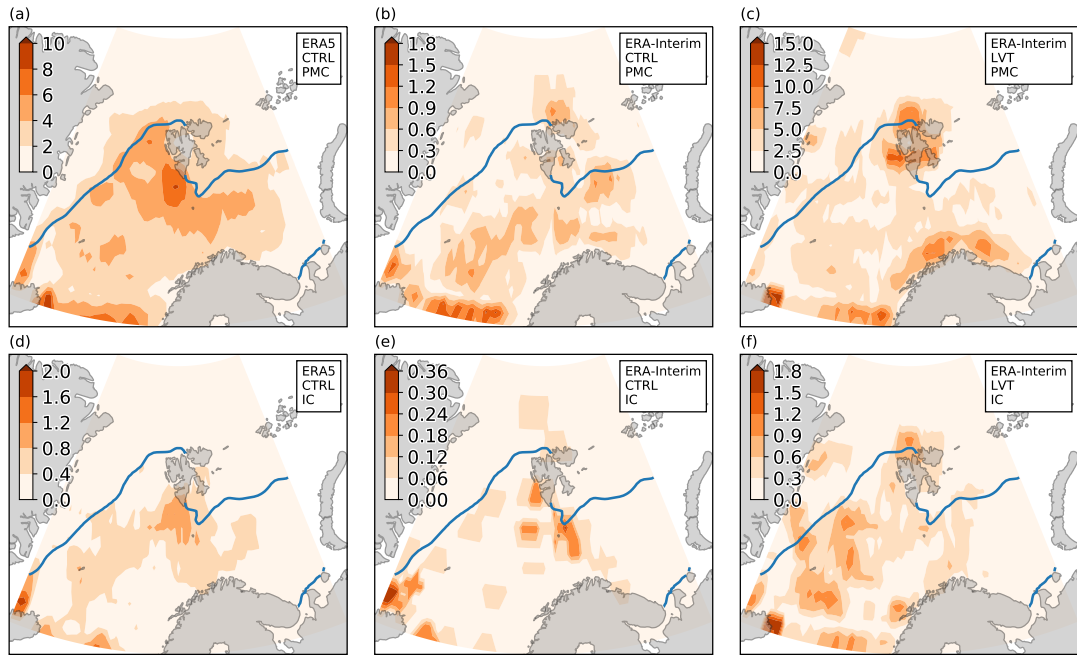 (a)
10
8
6
4
2
0
ERA5
CTRL
PMC
(b)
1.8
1.5
1.2
0.9
0.6
0.3
0.0
ERA-Interim
CTRL
PMC
(c)
15.0
12.5
10.0
7.5
5.0
2.5
0.0
ERA-Interim
LVT
PMC
(d)
2.0
1.6
1.2
0.8
0.4
0.0
ERA5
CTRL
IC
(e)
0.36
0.30
0.24
0.18
0.12
0.06
0.00
ERA-Interim
CTRL
IC
(f)
1.8
1.5
1.2
0.9
0.6
0.3
0.0
ERA-Interim
LVT
IC